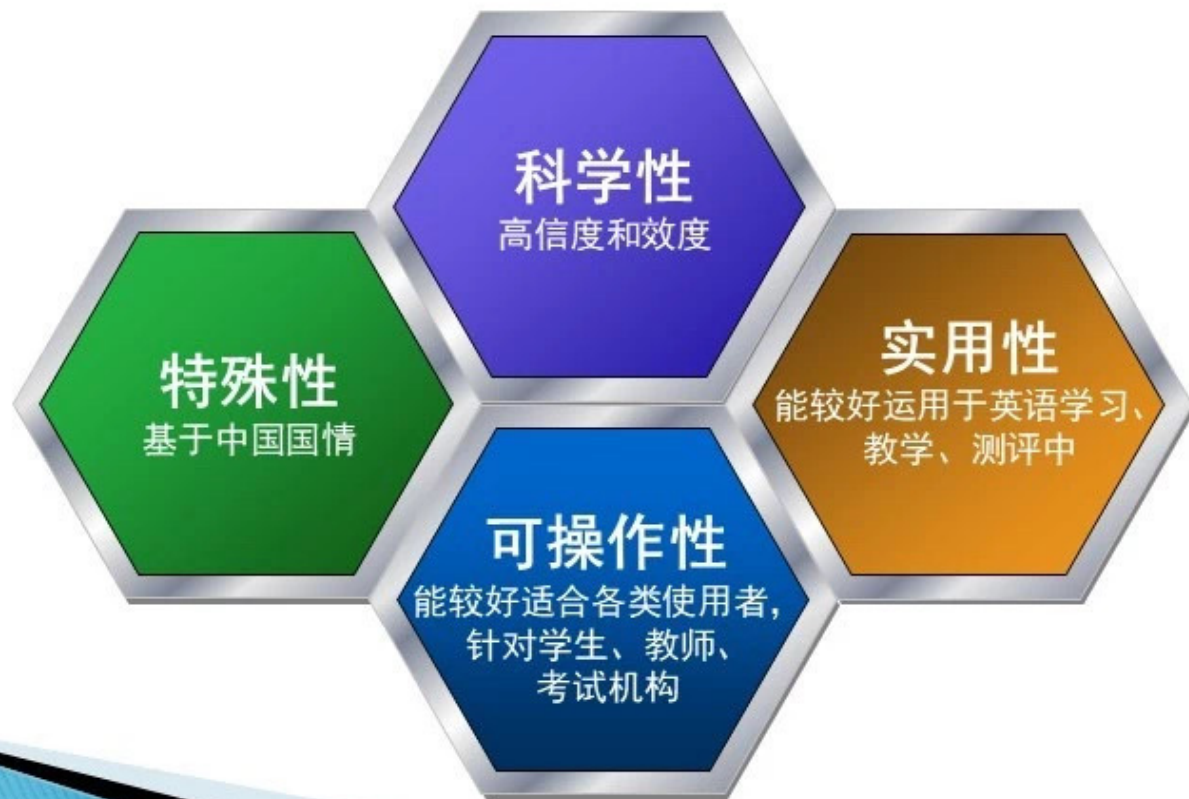 科学性
高信度和效度
特殊性
基于中国国情
实用性
能较好运用于英语学习、
教学、测评中
可操作性
能较好适合各类使用者，
针对学生、教师、
考试机构